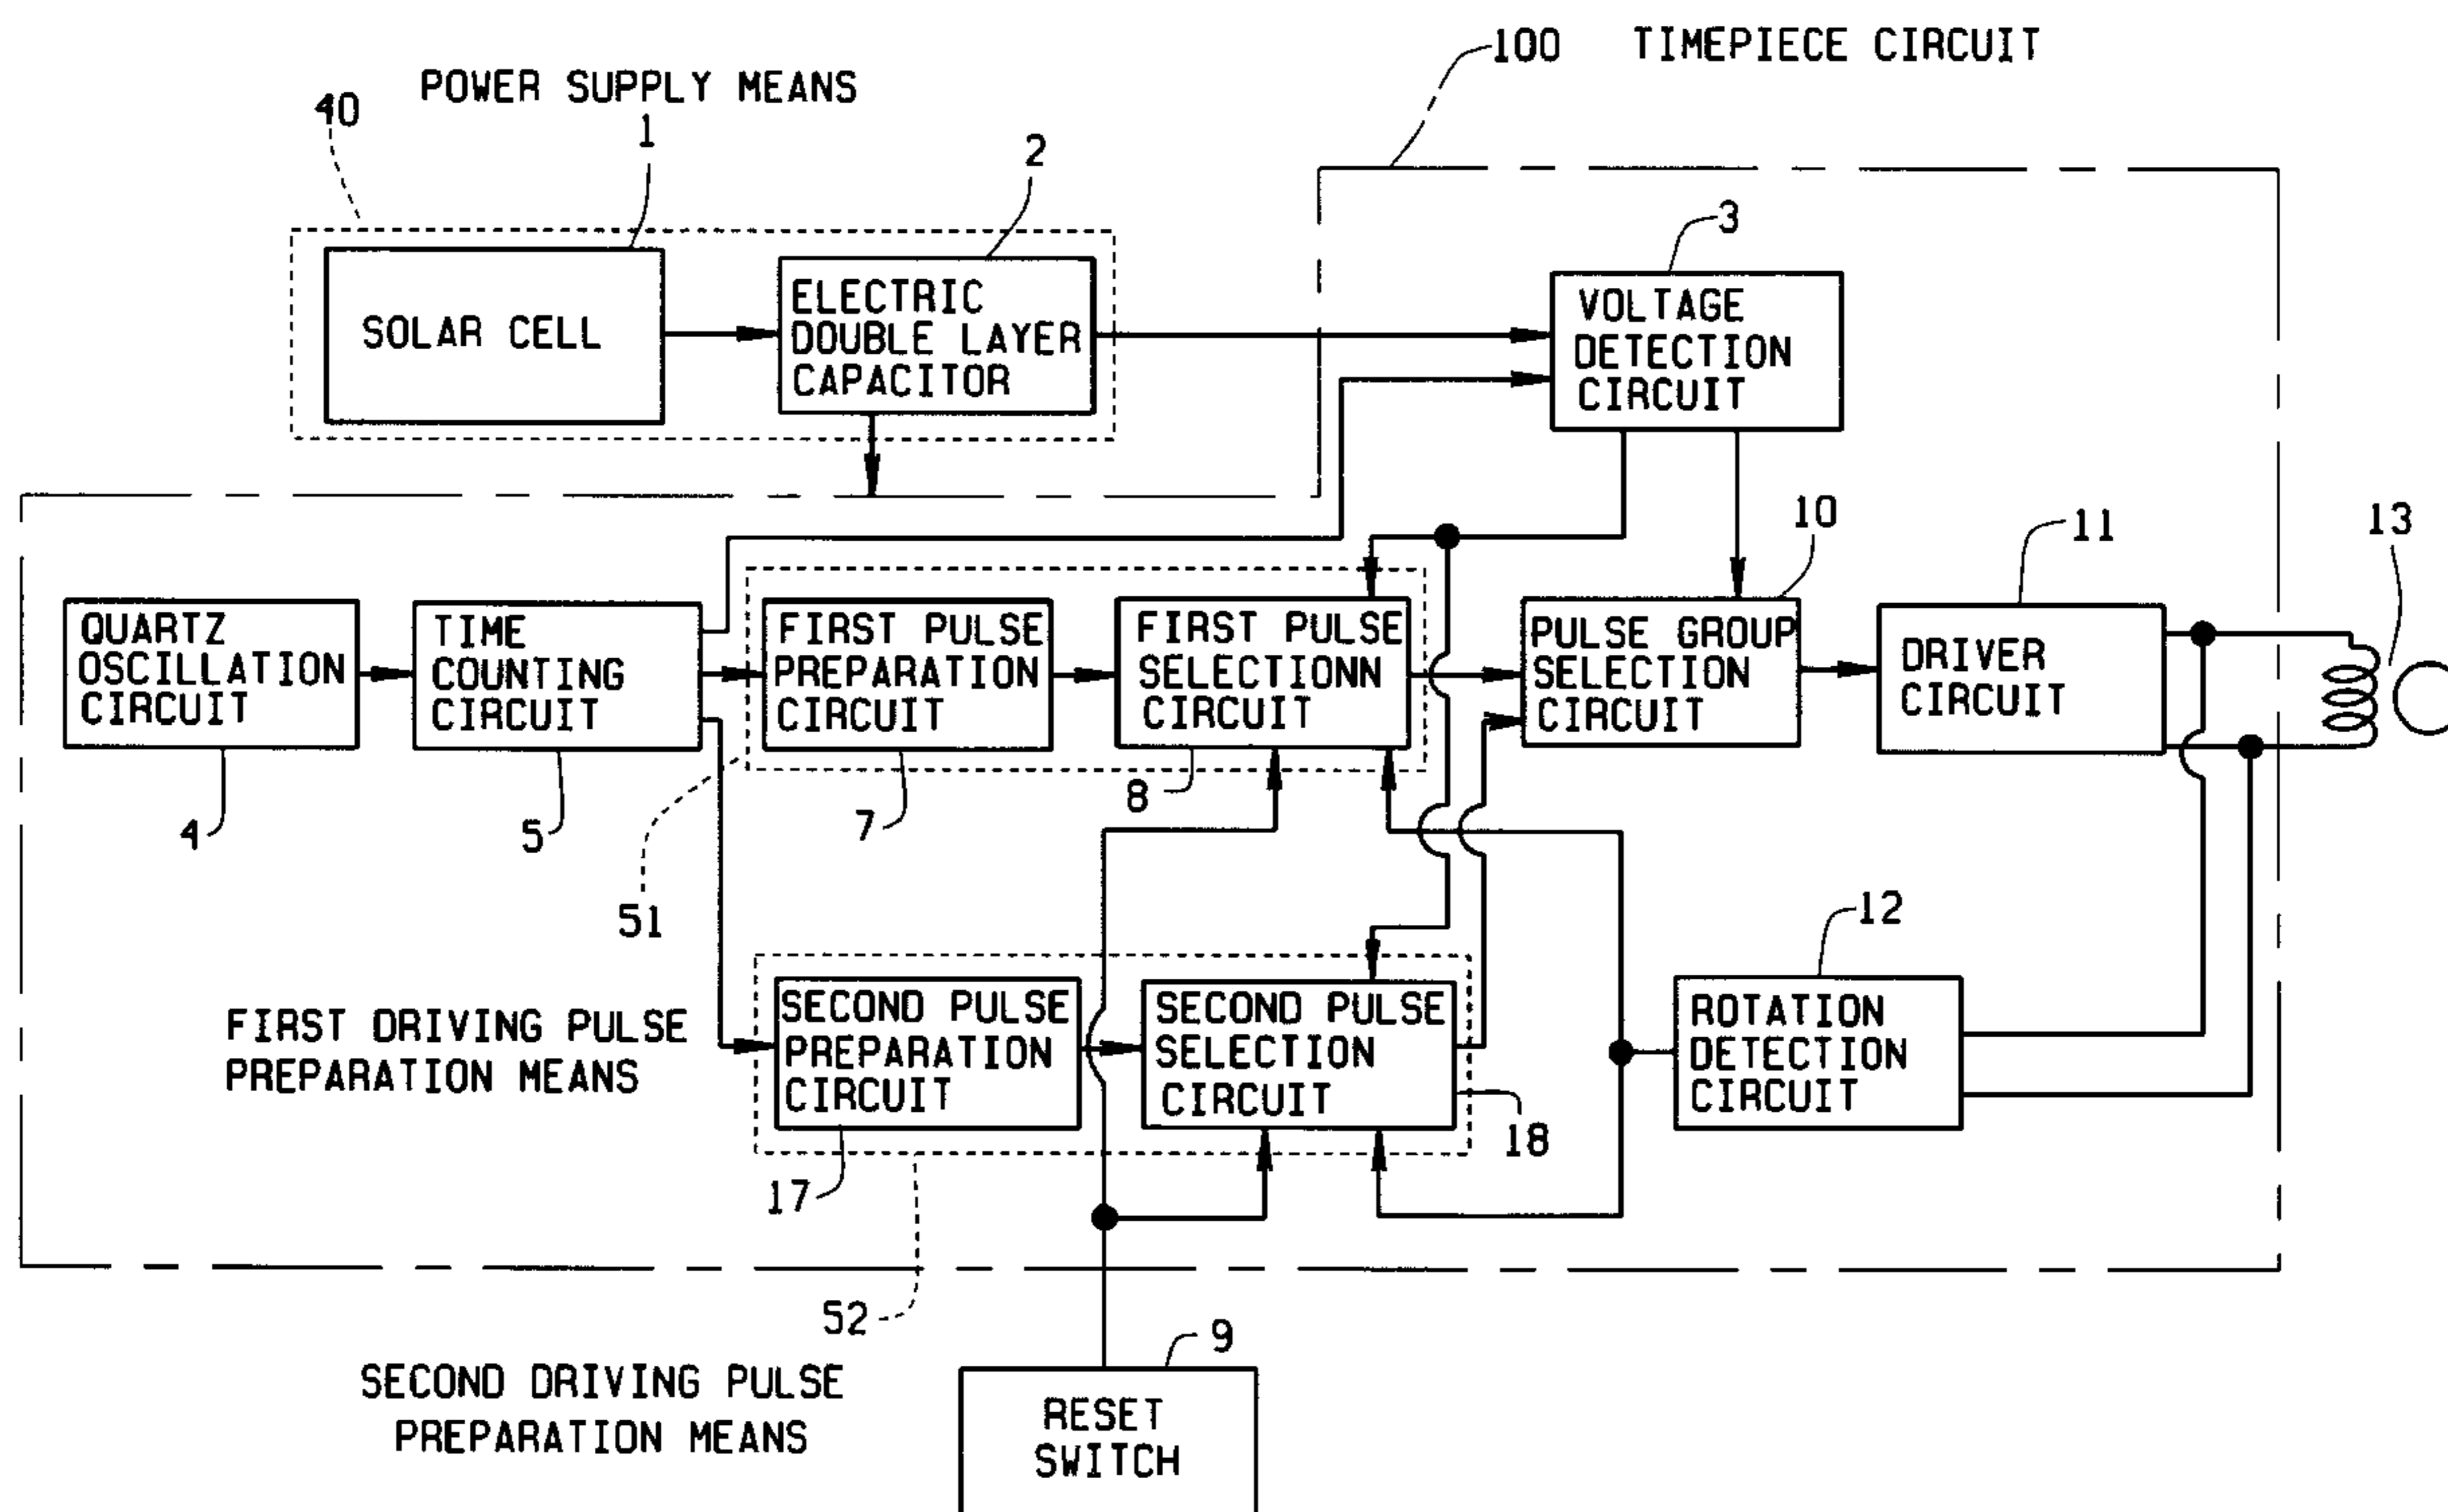 100 TIMEPIECE CIRCUIT
POWER SUPPLY MEANS
40
1
2
3
SOLAR CELL
ELECTRIC
DOUBLE LAYER
CAPACITOR
VOLTAGE
DETECTION
CIRCUIT
10
11
13
QUARTZ
OSCILLATION
CIRCUIT
TIME
COUNTING
CIRCUIT
FIRST PULSE
PREPARATION
CIRCUIT
FIRST PULSE
SELECTIONN
CIRCUIT
PULSE GROUP
SELECTION
CIRCUIT
DRIVER
CIRCUIT
4
5
7
8
51
12
FIRST DRIVING PULSE
PREPARATION MEANS
SECOND PULSE
PREPARATION
CIRCUIT
SECOND PULSE
SELECTION
CIRCUIT
ROTATION
DETECTION
CIRCUIT
17
18
52
9
SECOND DRIVING PULSE
PREPARATION MEANS
RESET
SWITCH